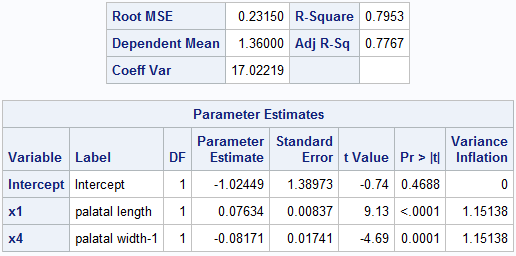 Root MSE 0.23150 R-Square 0.7953
Dependent Mean 1.36000 Adj R-Sq 0.7767
Coeff Var 17.02219
Parameter Estimates
Variable Label DF Parameter Estimate Standard Error t Value Pr > |t| Variance Inflation
Intercept Intercept 1 -1.02449 1.38973 -0.74 0.4688 0
x1 palatal length 1 0.07634 0.00837 9.13 <.0001 1.15138
x4 palatal width-1 1 -0.08171 0.01741 -4.69 0.0001 1.15138